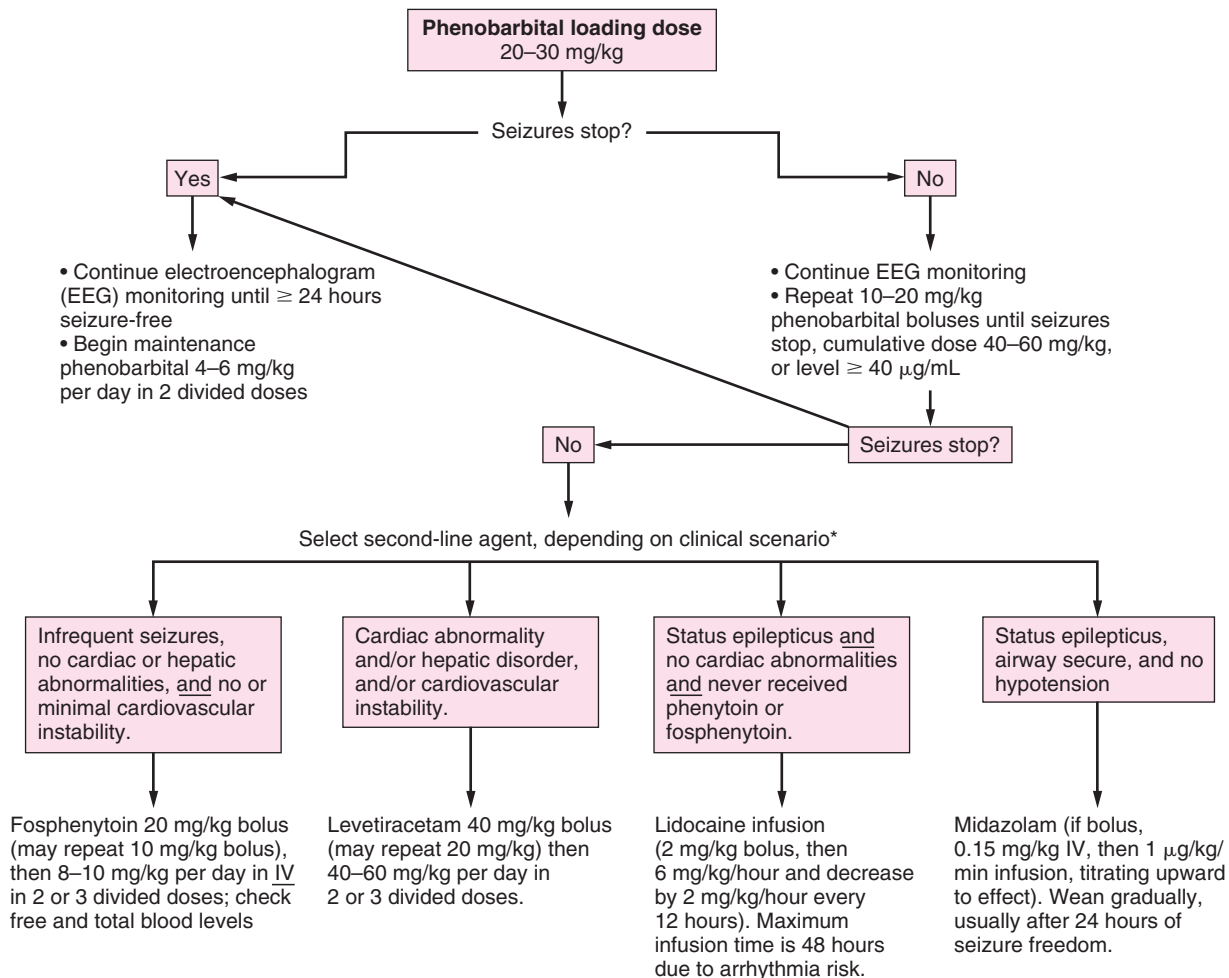 Phenobarbital loading dose
20–30 mg/kg
Seizures stop?
Yes
No
• Continue electroencephalogram
(EEG) monitoring until ≥ 24 hours
seizure-free
• Begin maintenance
phenobarbital 4–6 mg/kg
per day in 2 divided doses
• Continue EEG monitoring
• Repeat 10–20 mg/kg
phenobarbital boluses until seizures
stop, cumulative dose 40–60 mg/kg,
or level ≥ 40 μg/mL
No
Seizures stop?
Select second-line agent, depending on clinical scenario*
Infrequent seizures,
no cardiac or hepatic
abnormalities, and no or
minimal cardiovascular
instability.
Cardiac abnormality
and/or hepatic disorder,
and/or cardiovascular
instability.
Status epilepticus and
no cardiac abnormalities
and never received
phenytoin or
fosphenytoin.
Status epilepticus,
airway secure, and no
hypotension
Fosphenytoin 20 mg/kg bolus
(may repeat 10 mg/kg bolus),
then 8–10 mg/kg per day in IV
in 2 or 3 divided doses; check
free and total blood levels
Levetiracetam 40 mg/kg bolus
(may repeat 20 mg/kg) then
40–60 mg/kg per day in
2 or 3 divided doses.
Lidocaine infusion
(2 mg/kg bolus, then
6 mg/kg/hour and decrease
by 2 mg/kg/hour every
12 hours). Maximum
infusion time is 48 hours
due to arrhythmia risk.
Midazolam (if bolus,
0.15 mg/kg IV, then 1 μg/kg/
min infusion, titrating upward
to effect). Wean gradually,
usually after 24 hours of
seizure freedom.